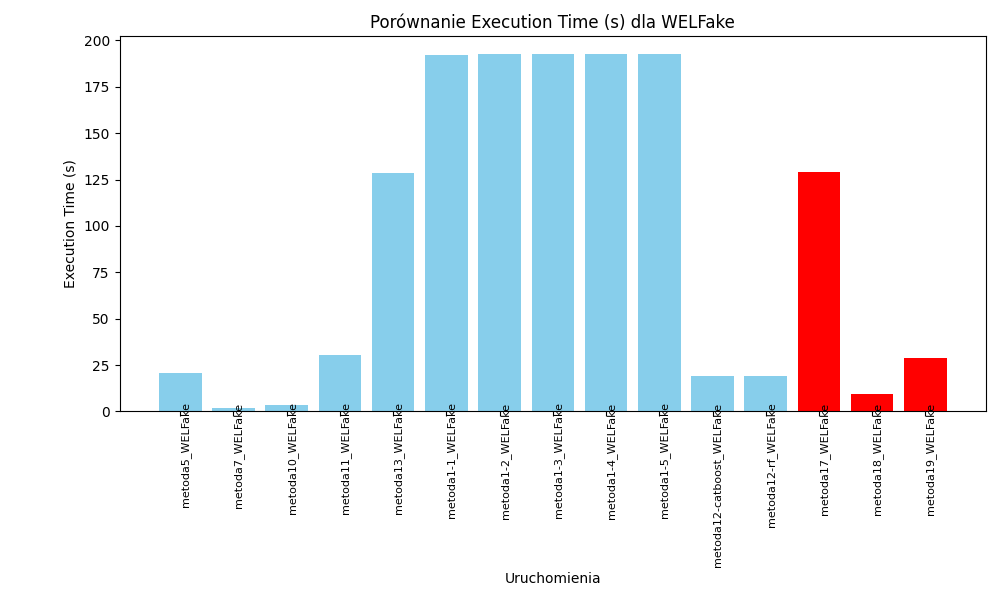 Porównanie Execution Time (s) dla WELFake
Execution Time (s)
200
175
150
125
100
75
50
25
0
metoda5_WELFake
metoda7_WELFake
metoda10_WELFake
metoda11_WELFake
metoda13_WELFake
metoda1-1_WELFake
metoda1-2_WELFake
metoda1-3_WELFake
metoda1-4_WELFake
metoda1-5_WELFake
metoda12-catboost_WELFake
metoda12-rf_WELFake
metoda17_WELFake
metoda18_WELFake
metoda19_WELFake
Uruchomienia